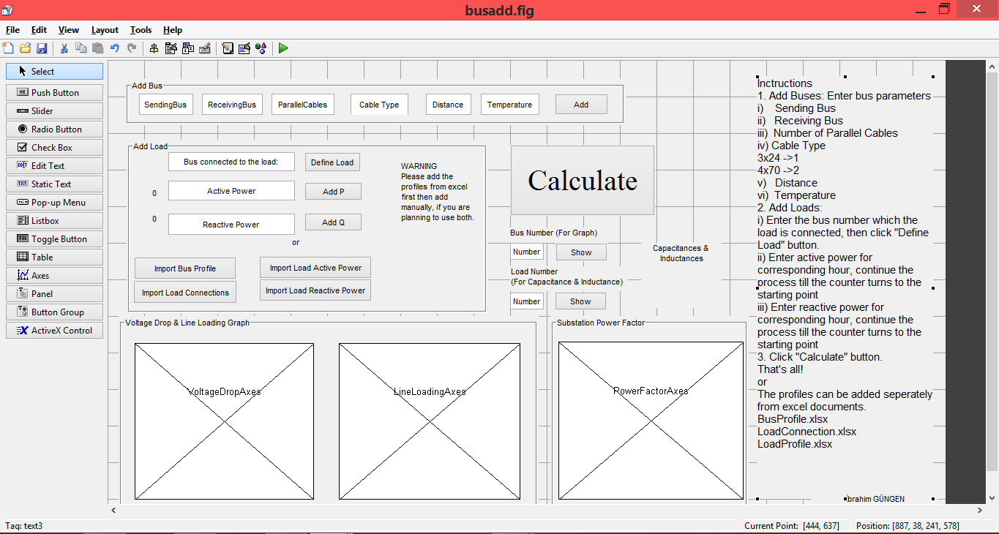 busadd.fig
File Edit View Layout Tools Help
Select
Push Button
Slider
Radio Button
Check Box
Edit Text
Static Text
Pop-up Menu
Listbox
Toggle Button
Table
Axes
Panel
Button Group
ActiveX Control
Add Bus
SendingBus ReceivingBus ParallelCables Cable Type Distance Temperature Add
Add Load
Bus connected to the load: Define Load
0 Active Power Add P
0 Reactive Power Add Q
or
Import Bus Profile Import Load Active Power
Import Load Connections Import Load Reactive Power
WARNING
Please add the
profiles from excel
first then add
manually, if you are
planning to use both.
Calculate
Bus Number (For Graph)
Number Show
Load Number
(For Capacitance & Inductance)
Number Show
Capacitances &
Inductances
Voltage Drop & Line Loading Graph
VoltageDropAxes
LineLoadingAxes
Substation Power Factor
PowerFactorAxes
Inctructions
1. Add Buses: Enter bus parameters
i) Sending Bus
ii) Receiving Bus
iii) Number of Parallel Cables
iv) Cable Type
3x24 ->1
4x70 ->2
v) Distance
vi) Temperature
2. Add Loads:
i) Enter the bus number which the
load is connected, then click "Define
Load" button.
ii) Enter active power for
corresponding hour, continue the
process till the counter turns to the
starting point
iii) Enter reactive power for
corresponding hour, continue the
process till the counter turns to the
starting point
3. Click "Calculate" button.
That's all!
or
The profiles can be added seperately
from excel documents.
BusProfile.xlsx
LoadConnection.xlsx
LoadProfile.xlsx
İbrahim GÜNGEN
Tag: text3
Current Point: [444, 637] Position: [887, 38, 241, 578]